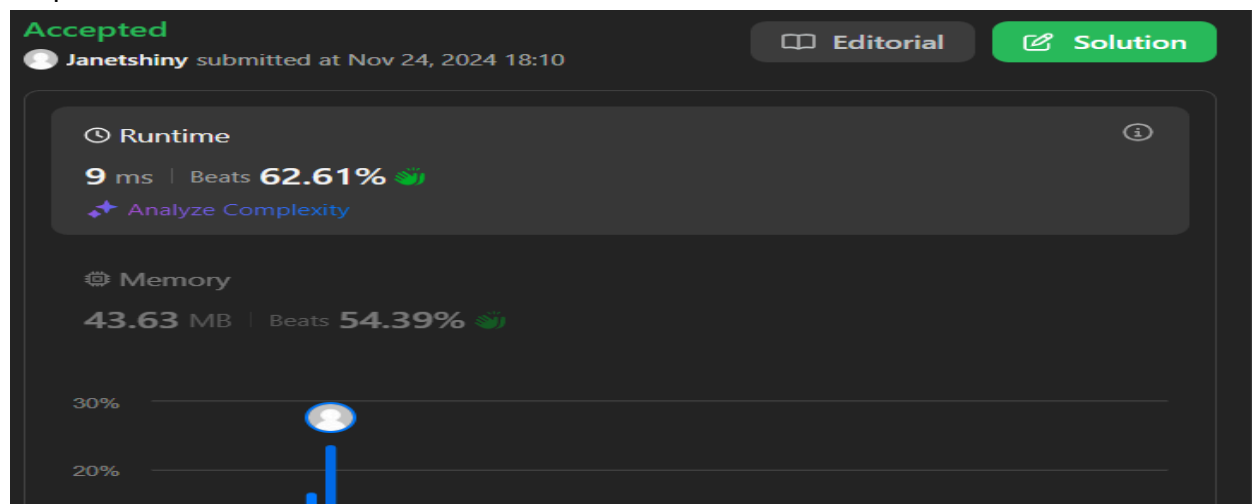 Accepted
Janetshiny submitted at Nov 24, 2024 18:10
Editorial
Solution
Runtime
9 ms | Beats 62.61%
Analyze Complexity
Memory
43.63 MB | Beats 54.39%
30%
20%